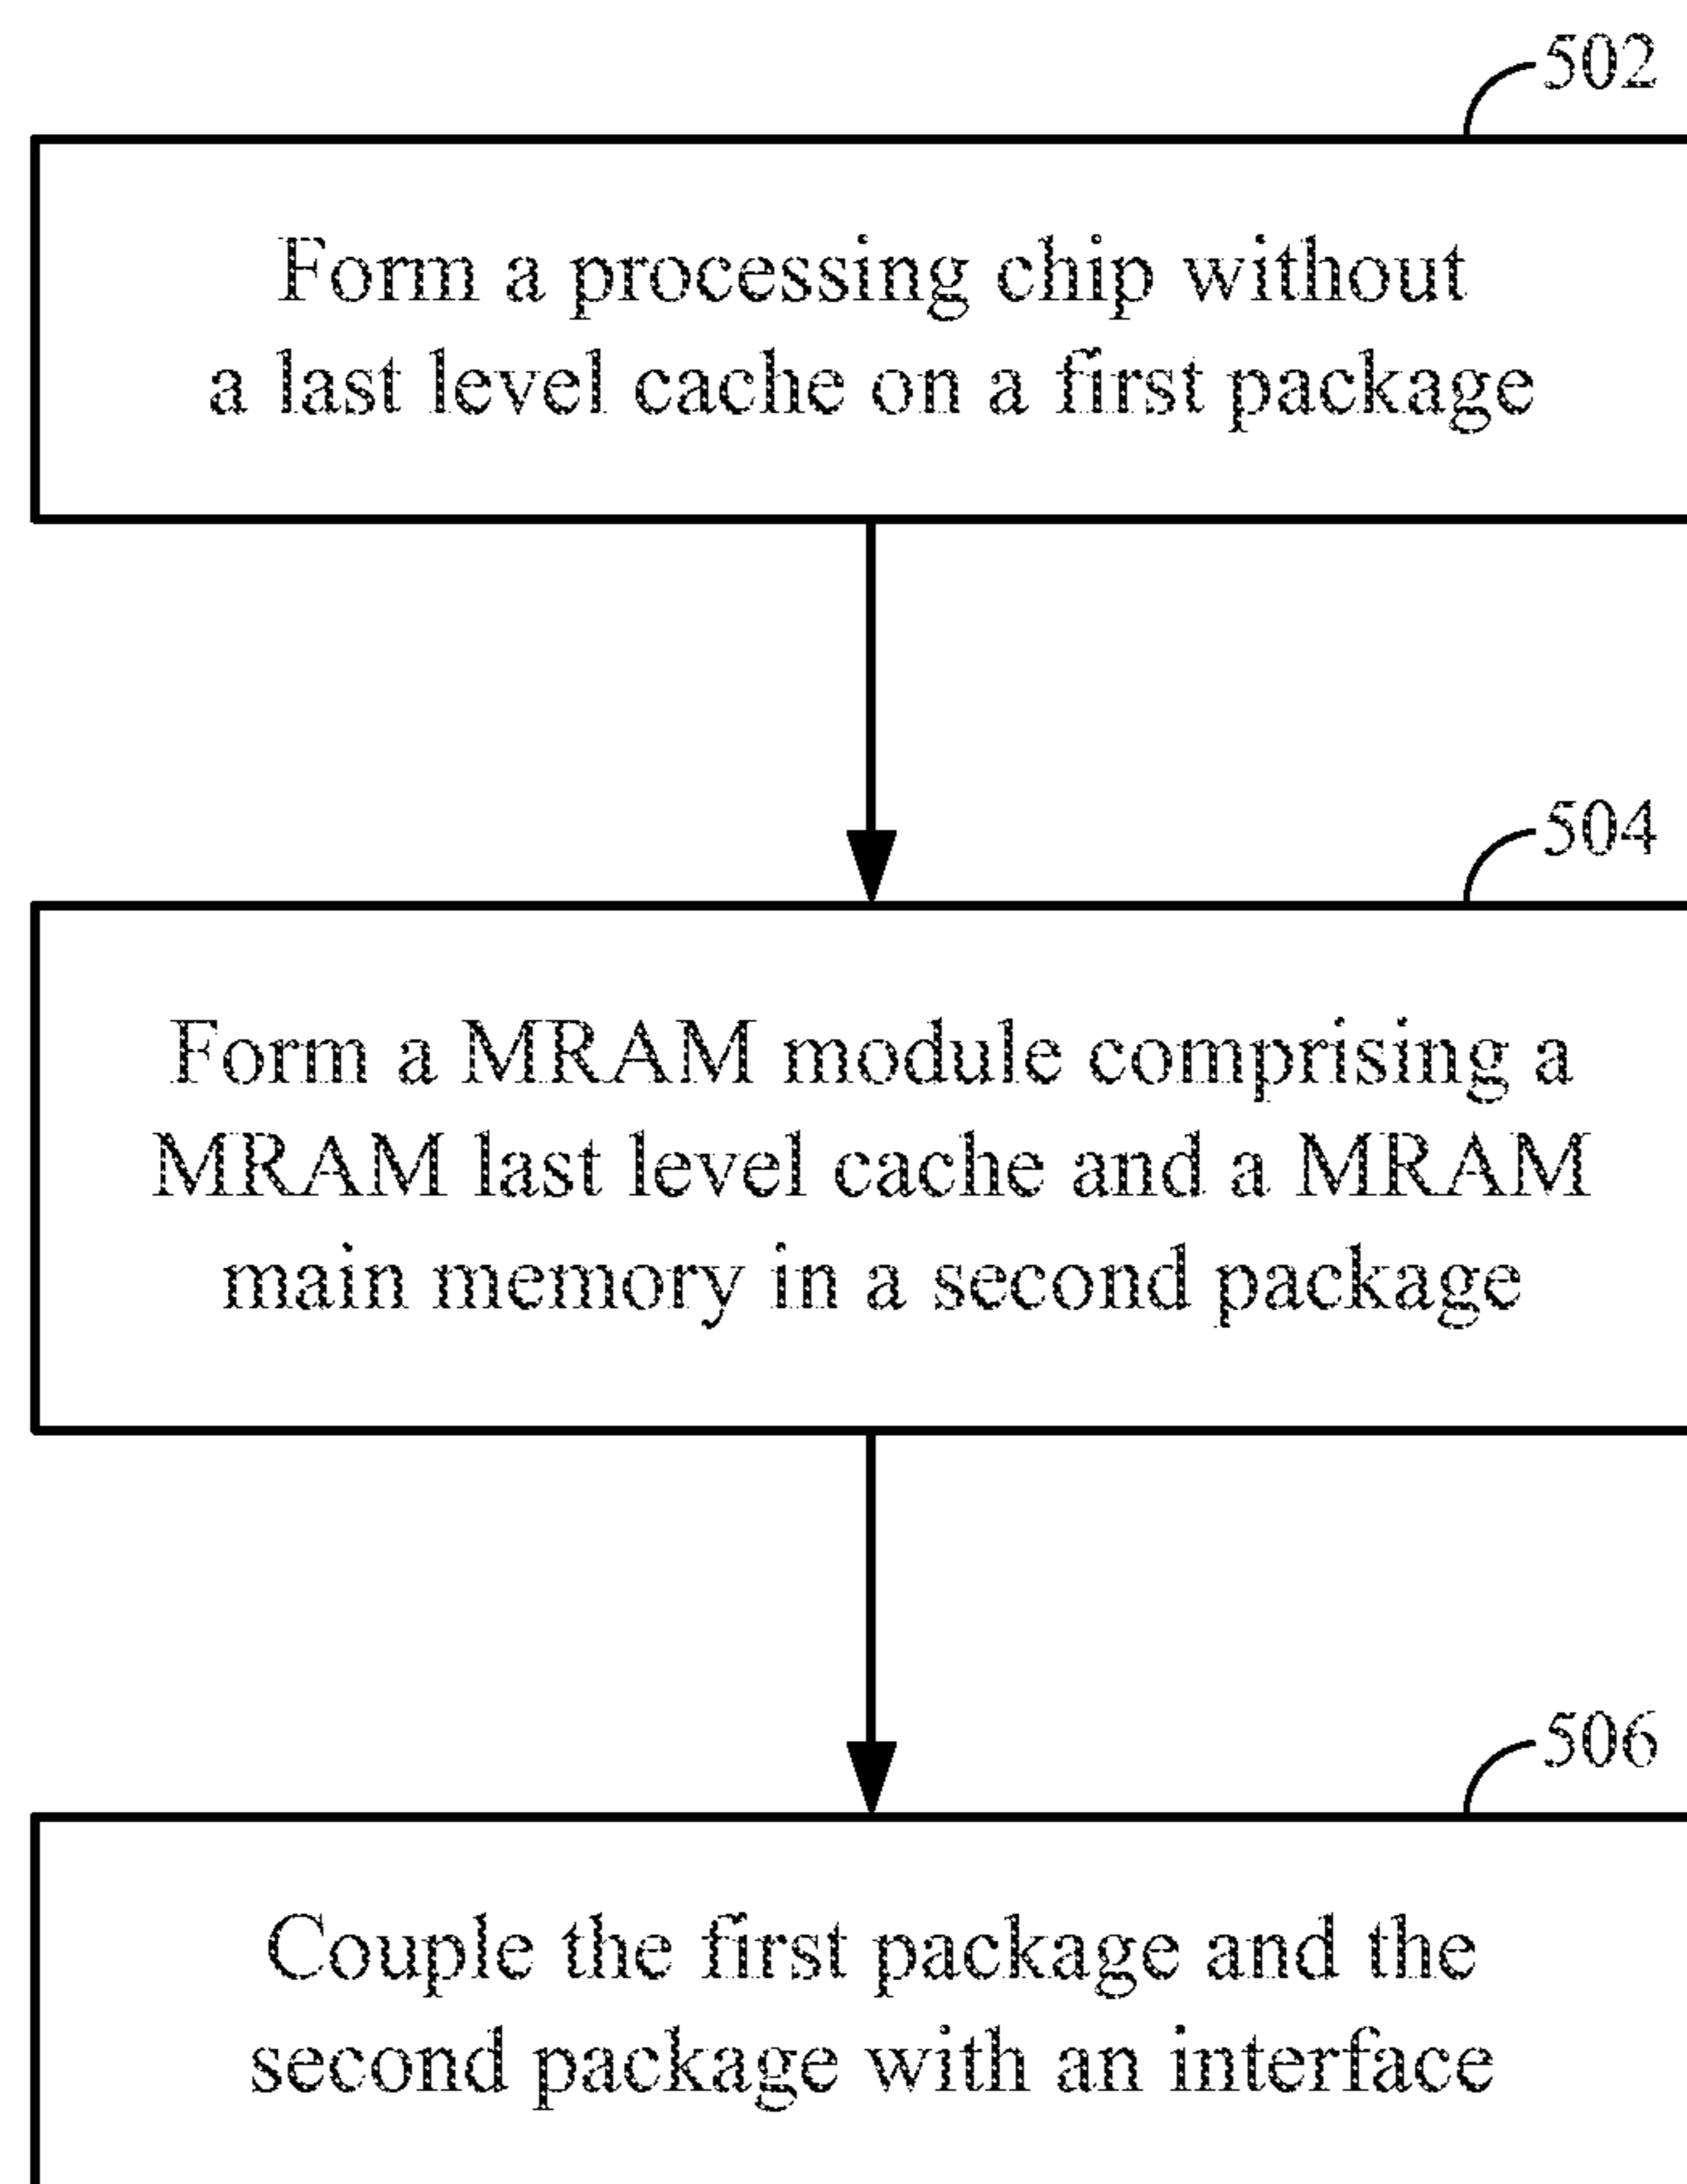 502
Form a processing chip without
a last level cache on a first package
504
Form a MRAM module comprising a
MRAM last level cache and a MRAM
main memory in a second package
506
Couple the first package and the
second package with an interface